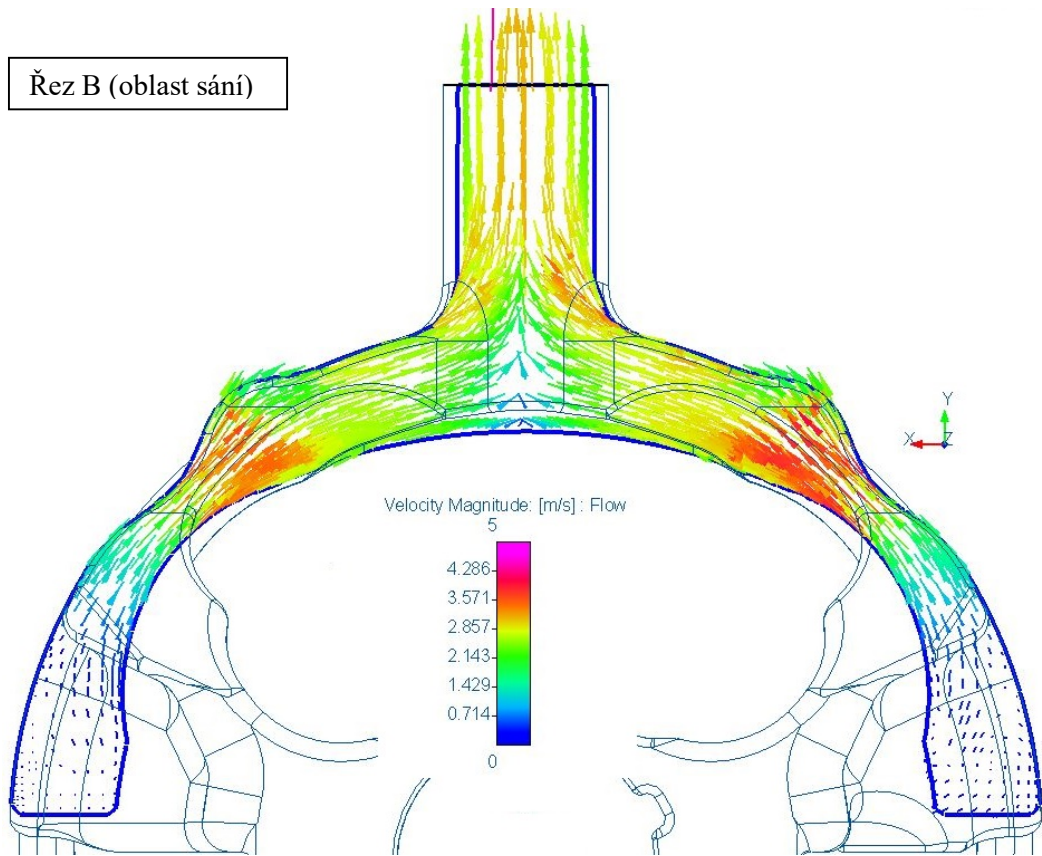 Řez B (oblast sání)
Y
X
Z
Velocity Magnitude: [m/s] : Flow
5
4.286
3.571
2.857
2.143
1.429
0.714
0